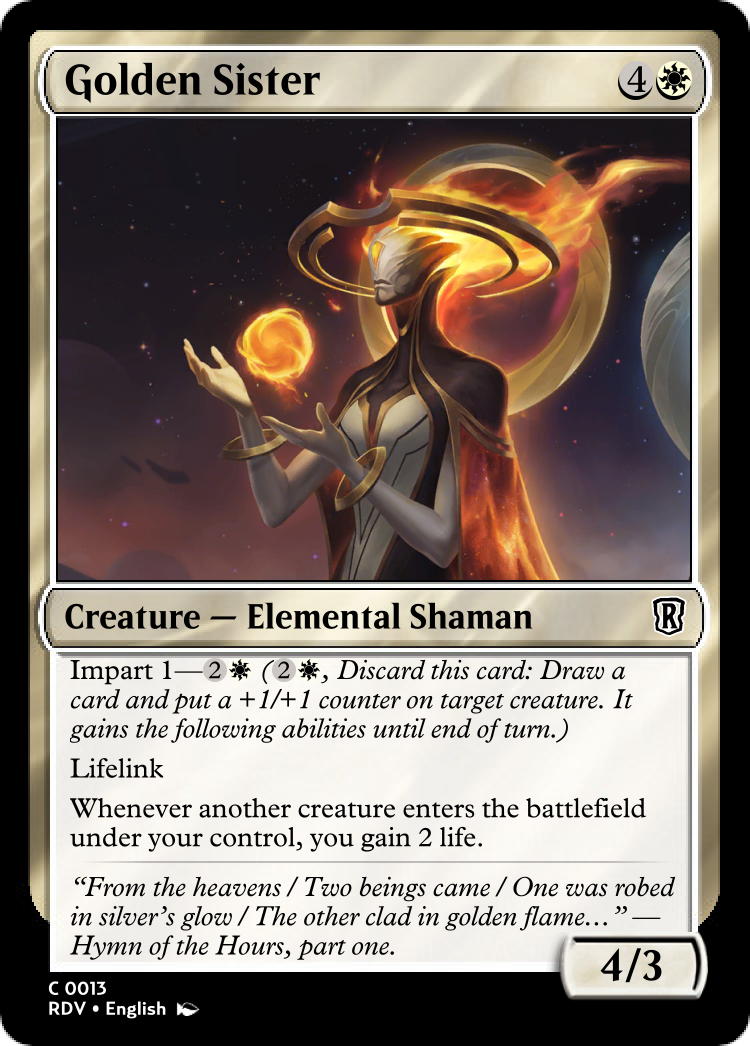 Golden Sister 4
Creature — Elemental Shaman R
Impart 1—2 (2, Discard this card: Draw a
card and put a +1/+1 counter on target creature. It
gains the following abilities until end of turn.)
Lifelink
Whenever another creature enters the battlefield
under your control, you gain 2 life.
“From the heavens / Two beings came / One was robed
in silver’s glow / The other clad in golden flame…” —
Hymn of the Hours, part one.
4/3
C 0013
RDV • English